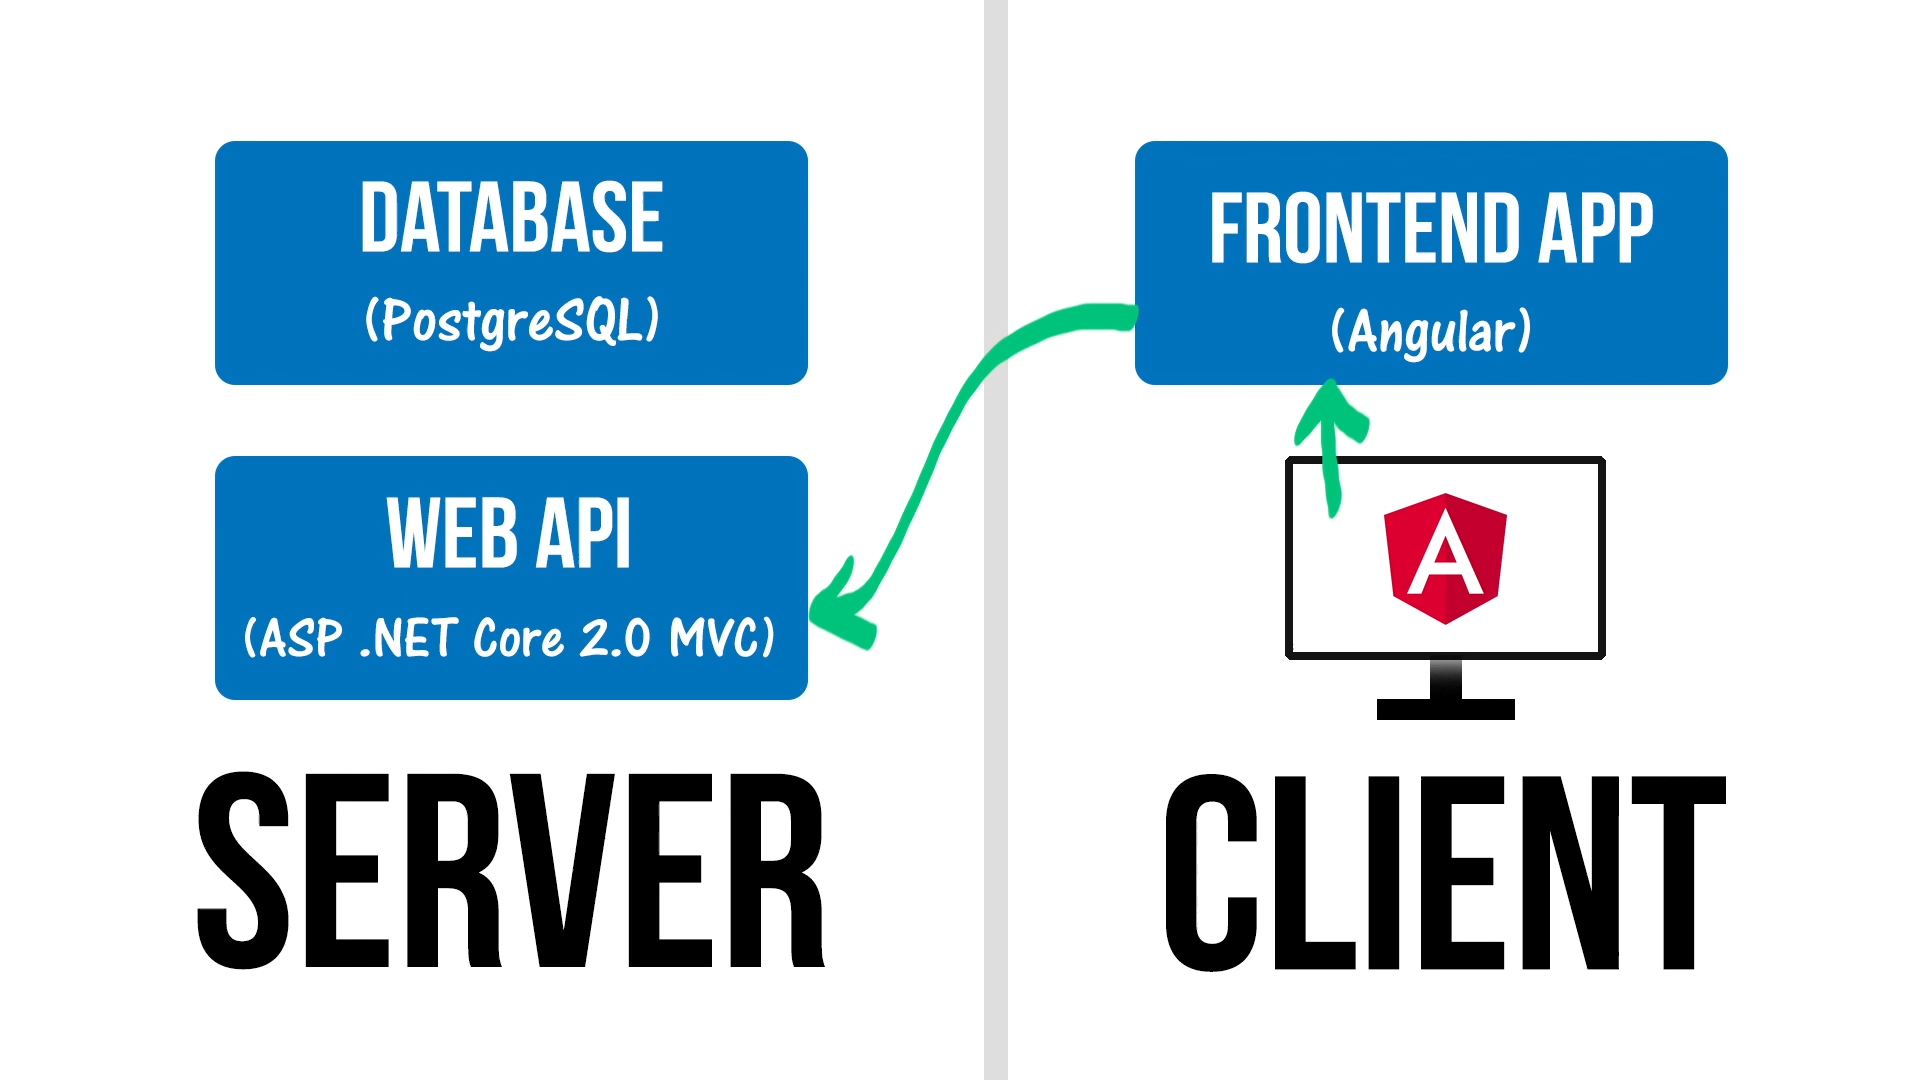 DATABASE
(PostgreSQL)
WEB API
(ASP .NET Core 2.0 MVC)
SERVER
FRONTEND APP
(Angular)
A
CLIENT